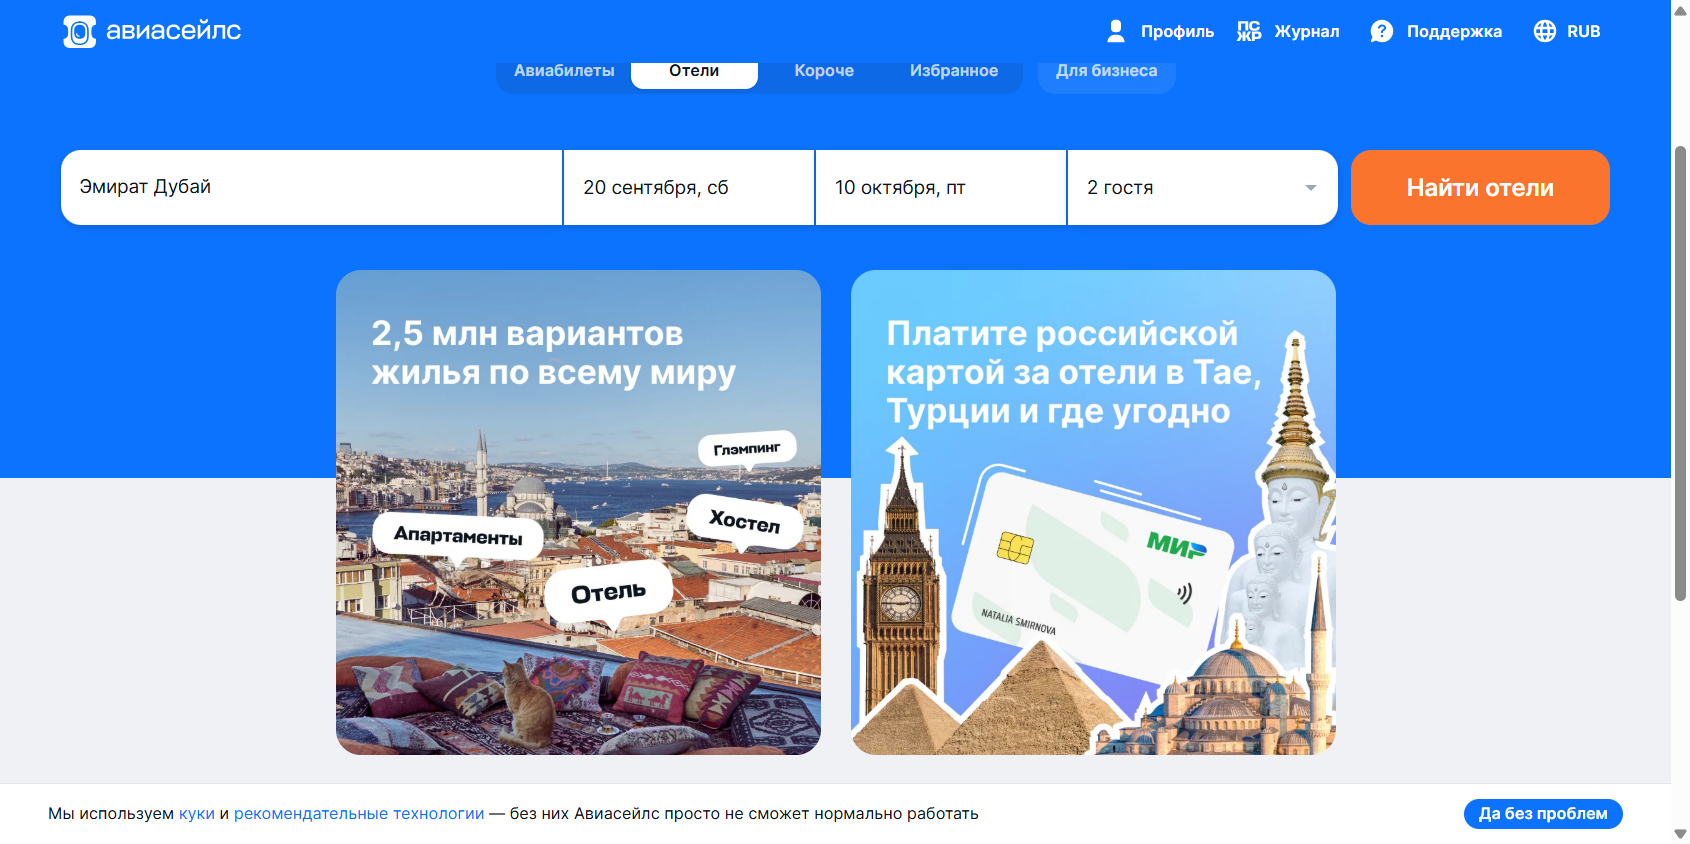 авиасейлс
Профиль
ПС
ЖР
Журнал
Поддержка
RUB
Авиабилеты
Отели
Короче
Избранное
Для бизнеса
Эмират Дубай
20 сентября, сб
10 октября, пт
2 гостя
Найти отели
2,5 млн вариантов
жилья по всему миру
Глэмпинг
Хостел
Апартаменты
Отель
Платите российской
картой за отели в Тае,
Турции и где угодно
МИР
NATALIA SMIRNOVA
Мы используем куки и рекомендательные технологии — без них Авиасейлс просто не сможет нормально работать
Да без проблем